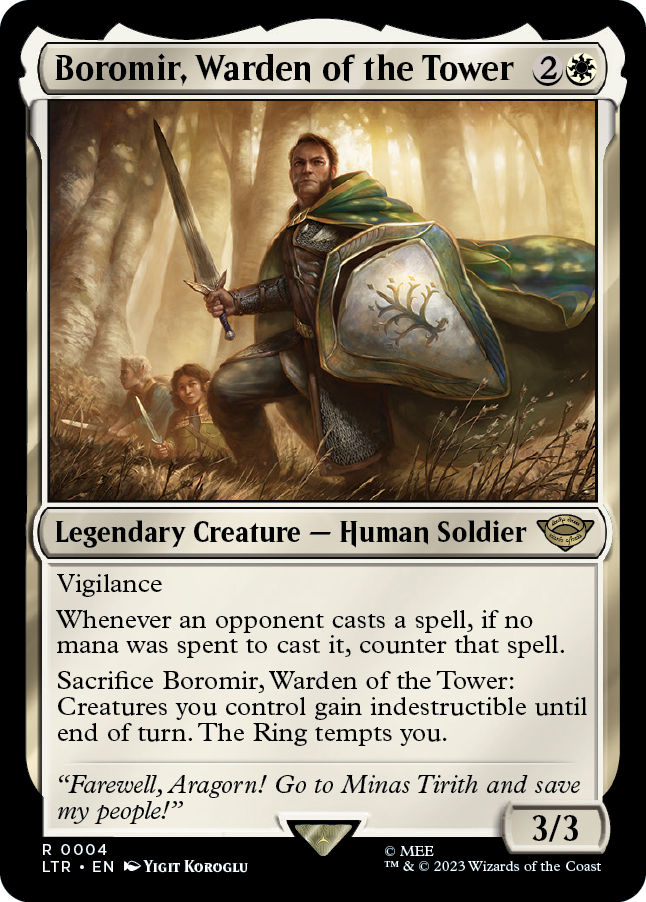 Boromir, Warden of the Tower 2
Legendary Creature — Human Soldier
Vigilance
Whenever an opponent casts a spell, if no
mana was spent to cast it, counter that spell.
Sacrifice Boromir, Warden of the Tower:
Creatures you control gain indestructible until
end of turn. The Ring tempts you.
“Farewell, Aragorn! Go to Minas Tirith and save
my people!”
3/3
R 0004
LTR • EN Yigit Koroglu
© MEE
™ & © 2023 Wizards of the Coast